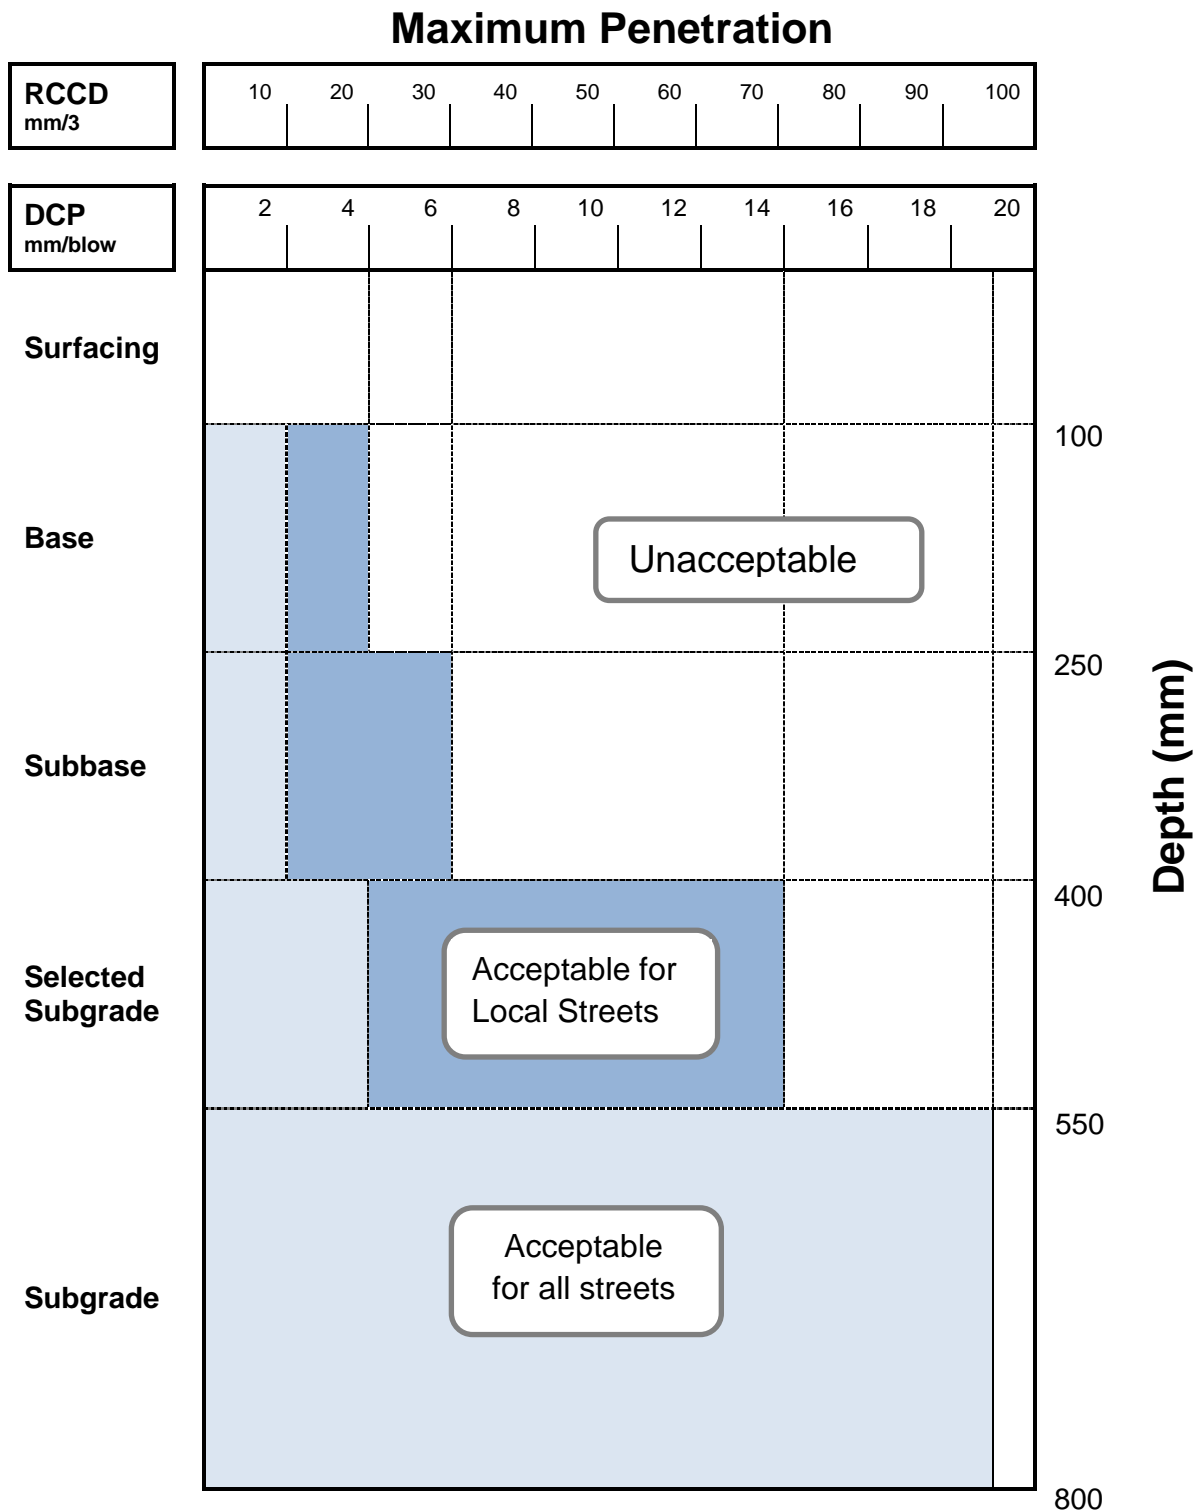 Maximum Penetration
RCCD
mm/3
10 20 30 40 50 60 70 80 90 100
DCP
mm/blow
2 4 6 8 10 12 14 16 18 20
Surfacing
100
Base
Unacceptable
250
Subbase
Depth (mm)
400
Selected
Subgrade
Acceptable for
Local Streets
550
Subgrade
Acceptable
for all streets
800